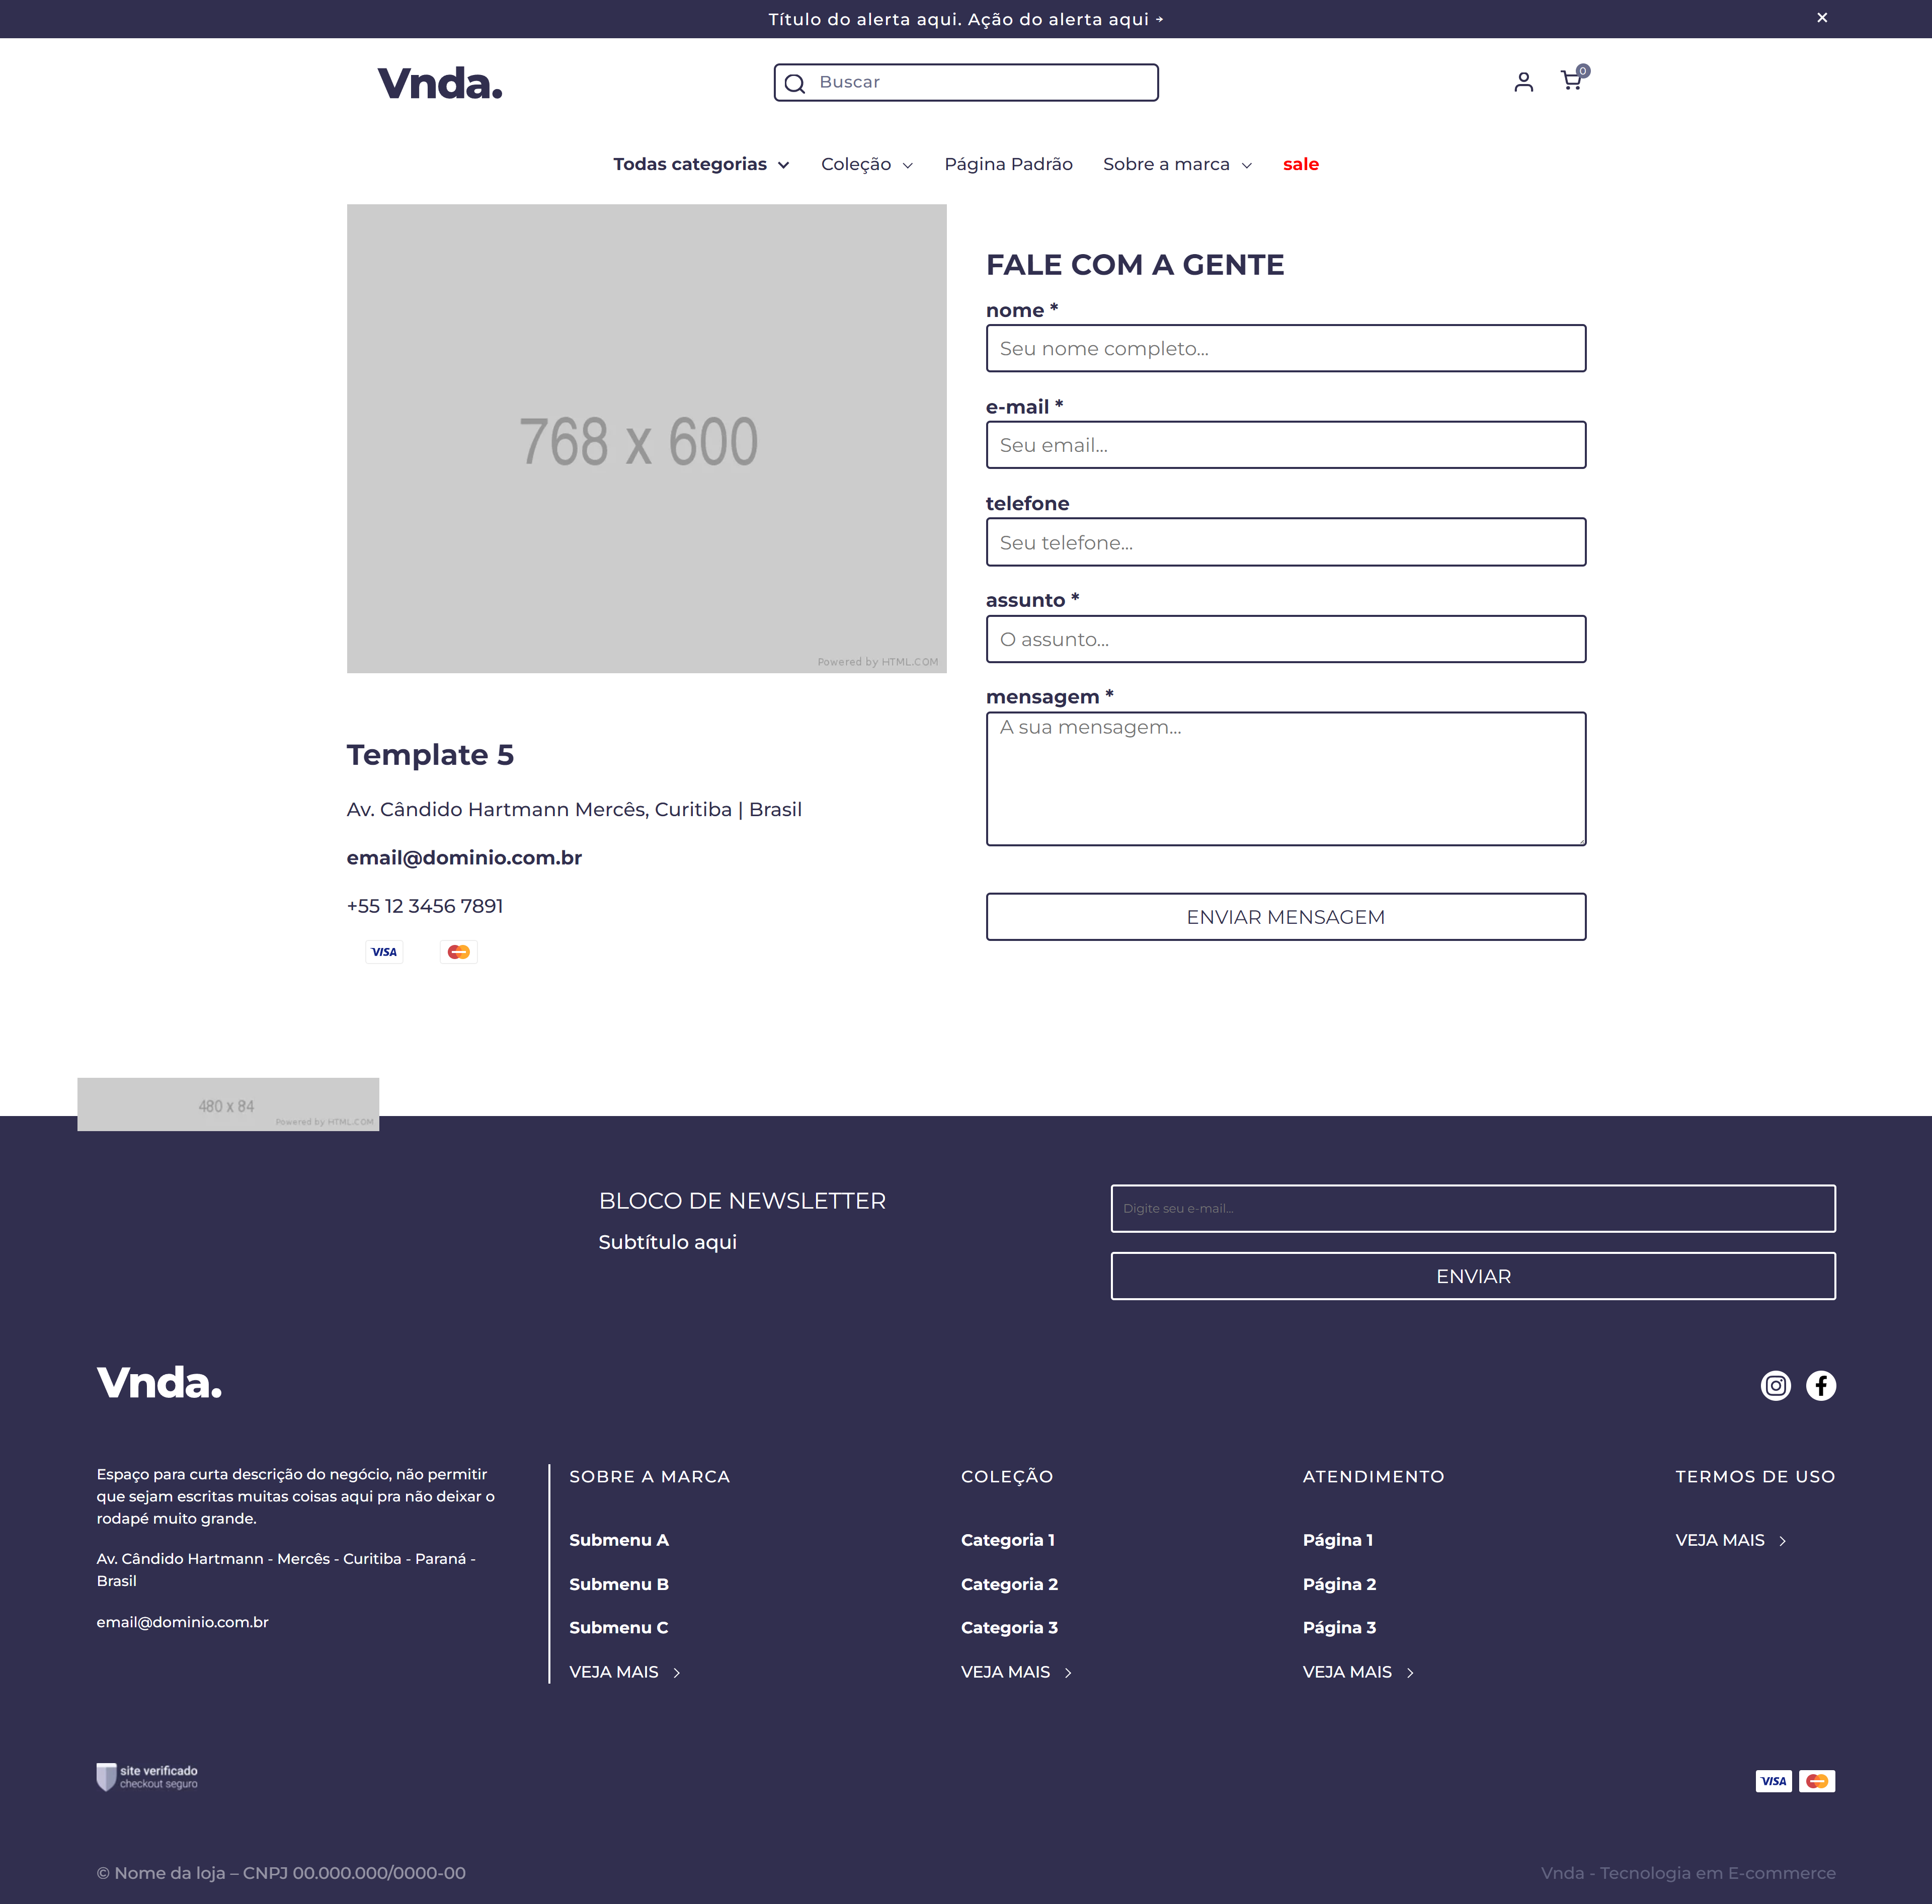 Título do alerta aqui. Ação do alerta aqui →
Vnda.
Buscar
0
Todas categorias
Coleção
Página Padrão
Sobre a marca
sale
768 x 600
Powered by HTML.COM
Template 5
Av. Cândido Hartmann Mercês, Curitiba | Brasil
email@dominio.com.br
+55 12 3456 7891
VISA
FALE COM A GENTE
nome *
Seu nome completo...
e-mail *
Seu email...
telefone
Seu telefone...
assunto *
O assunto...
mensagem *
A sua mensagem...
ENVIAR MENSAGEM
480 x 84
Powered by HTML.COM
BLOCO DE NEWSLETTER
Subtítulo aqui
Digite seu e-mail...
ENVIAR
Vnda.
Espaço para curta descrição do negócio, não permitir
que sejam escritas muitas coisas aqui pra não deixar o
rodapé muito grande.
Av. Cândido Hartmann - Mercês - Curitiba - Paraná -
Brasil
email@dominio.com.br
SOBRE A MARCA
Submenu A
Submenu B
Submenu C
VEJA MAIS
COLEÇÃO
Categoria 1
Categoria 2
Categoria 3
VEJA MAIS
ATENDIMENTO
Página 1
Página 2
Página 3
VEJA MAIS
TERMOS DE USO
VEJA MAIS
site verificado
checkout seguro
VISA
© Nome da loja – CNPJ 00.000.000/0000-00
Vnda - Tecnologia em E-commerce